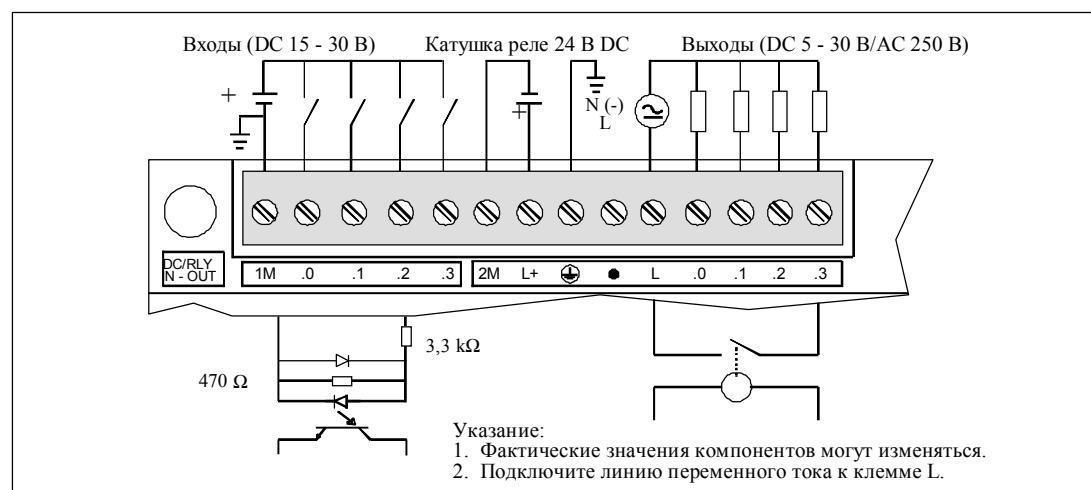 Входы (DC 15 - 30 В) Катушка реле 24 В DC Выходы (DC 5 - 30 В/AC 250 В)
+ + N (-)
L
DC/RLY
N - OUT
1M .0 .1 .2 .3 2M L+ L .0 .1 .2 .3
3,3 kΩ
470 Ω
Указание:
1. Фактические значения компонентов могут изменяться.
2. Подключите линию переменного тока к клемме L.